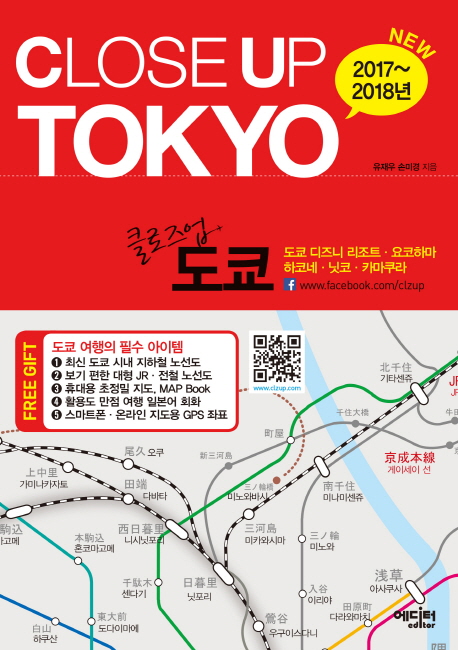 CLOSE UP
TOKYO
NEW
2017~
2018년
유재우 손미경 지음
클로즈업
도쿄
도쿄 디즈니 리조트 · 요코하마
하코네 · 닛코 · 카마쿠라
www.facebook.com/clzup
FREE GIFT
도쿄 여행의 필수 아이템
1 최신 도쿄 시내 지하철 노선도
2 보기 편한 대형 JR · 전철 노선도
3 휴대용 초정밀 지도, MAP Book
4 활용도 만점 여행 일본어 회화
5 스마트폰 · 온라인 지도용 GPS 좌표
www.clzup.com
北千住
기타센쥬
JR
千住大橋
町屋
京成本線
게이세이 선
尾久 오쿠
新三河島
上中里
가미나카자토
田端
다바타
三ノ輪橋
미노와바시
南千住
미나미센쥬
駒込
고마고메
西日暮里
니시닛포리
三河島
미카와시마
本駒込
혼코마고메
三ノ輪
미노와
千駄木
센다기
日暮里
닛포리
入谷
이리야
浅草
아사쿠사
田原町
다와라마치
白山
하쿠산
東大前
도다이마에
鶯谷
우구이스다니
에디터
editor